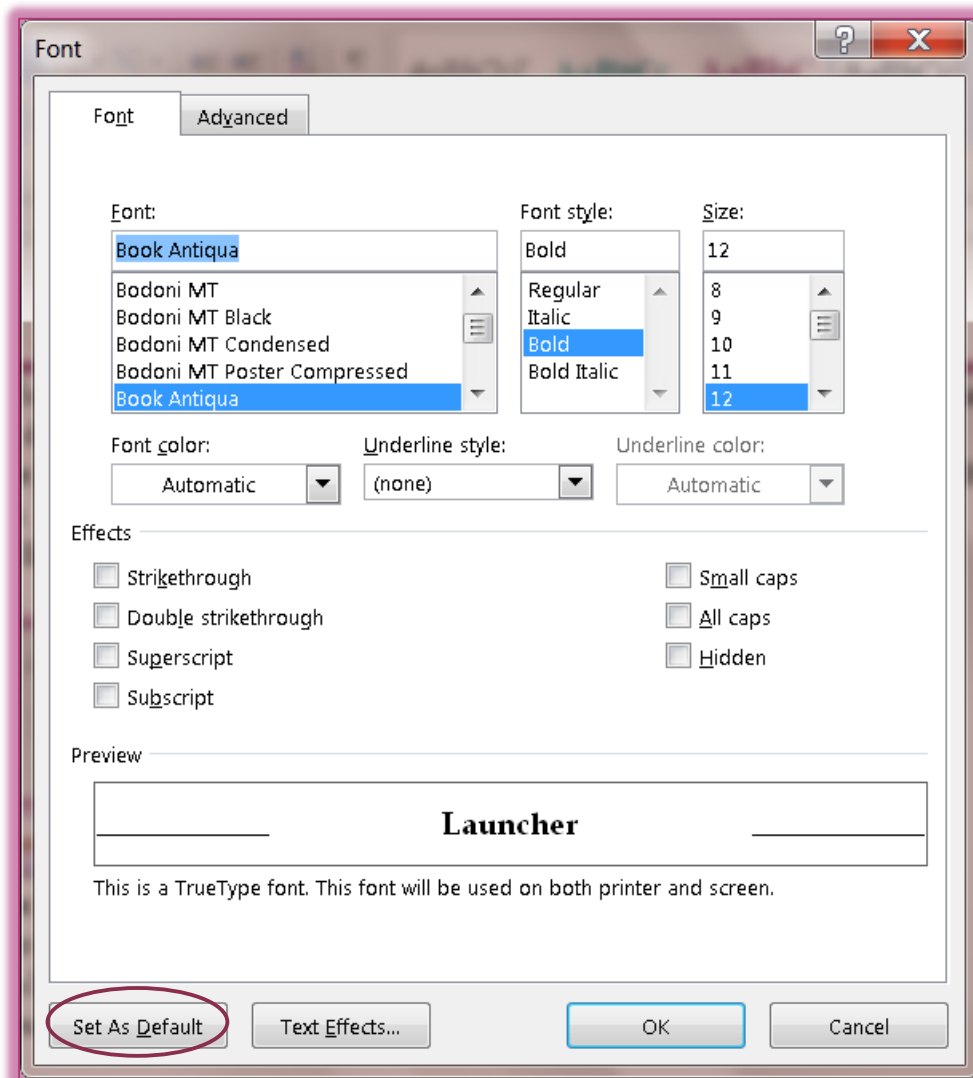 Font
?
X
Font Advanced
Font: Font style: Size:
Book Antiqua Bold 12
Bodoni MT Regular 8
Bodoni MT Black Italic 9
Bodoni MT Condensed Bold 10
Bodoni MT Poster Compressed Bold Italic 11
Book Antiqua 12
Font color: Underline style: Underline color:
Automatic (none) Automatic
Effects
Strikethrough Small caps
Double strikethrough All caps
Superscript Hidden
Subscript
Preview
Launcher
This is a TrueType font. This font will be used on both printer and screen.
Set As Default Text Effects... OK Cancel